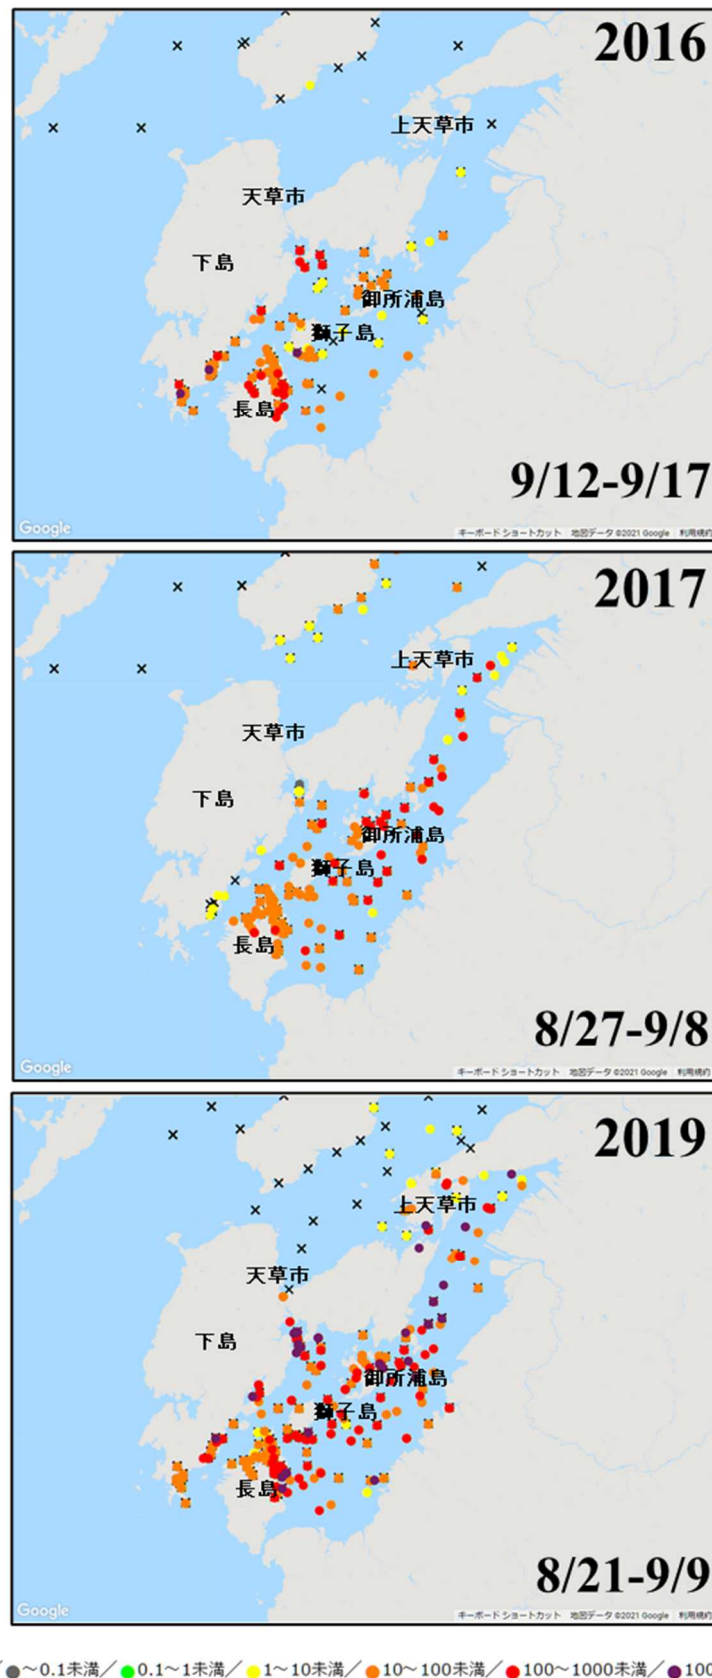 2016
上天草市
天草市
下島
御所浦島
獅子島
長島
9/12-9/17
Google
キーボード ショートカット 地図データ ©2021 Google 利用規約
2017
上天草市
天草市
下島
御所浦島
獅子島
長島
8/27-9/8
Google
キーボード ショートカット 地図データ ©2021 Google 利用規約
2019
上天草市
天草市
下島
御所浦島
獅子島
長島
8/21-9/9
Google
キーボード ショートカット 地図データ ©2021 Google 利用規約
／●～0.1未満／●0.1～1未満／●1～10未満／●10～100未満／●100～1000未満／●100